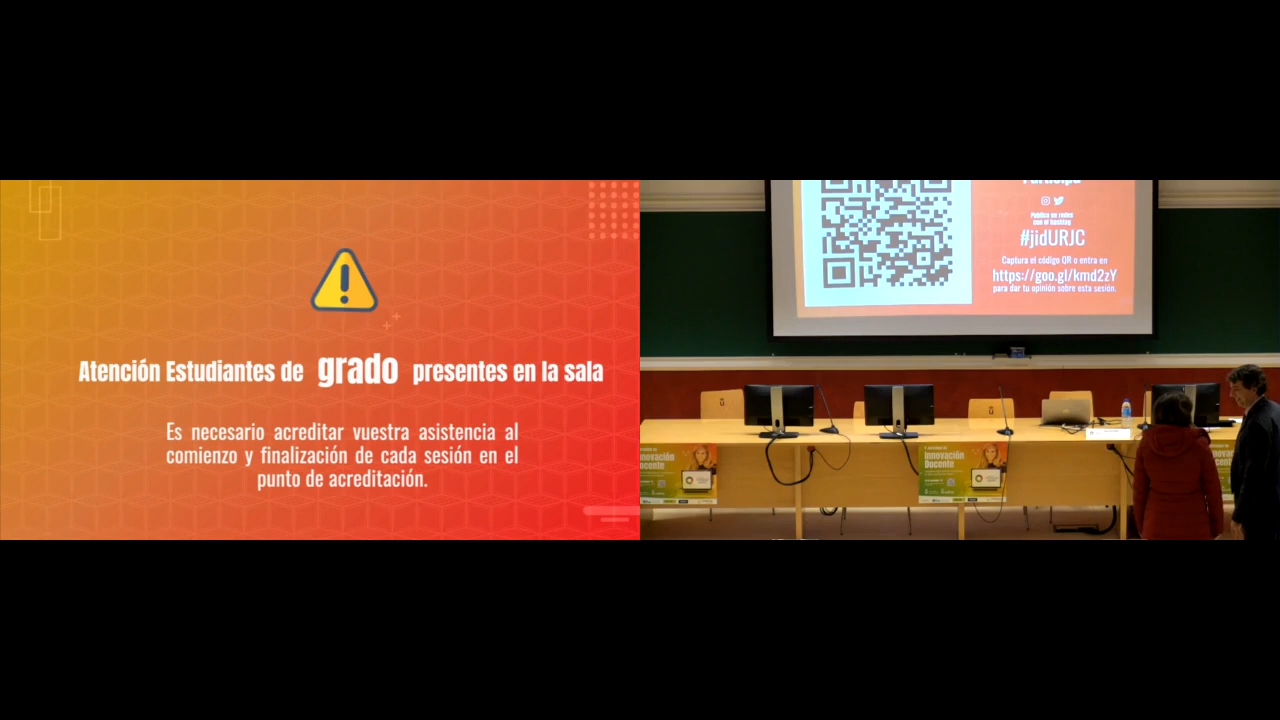 Atención Estudiantes de grado presentes en la sala
Es necesario acreditar vuestra asistencia al
comienzo y finalización de cada sesión en el
punto de acreditación.
Publica en redes
con el hashtag
#jidURJC
Captura el código QR o entra en
https://goo.gl/kmd2zY
para dar tu opinión sobre esta sesión.
Innovación
Docente
Innovación
Docente